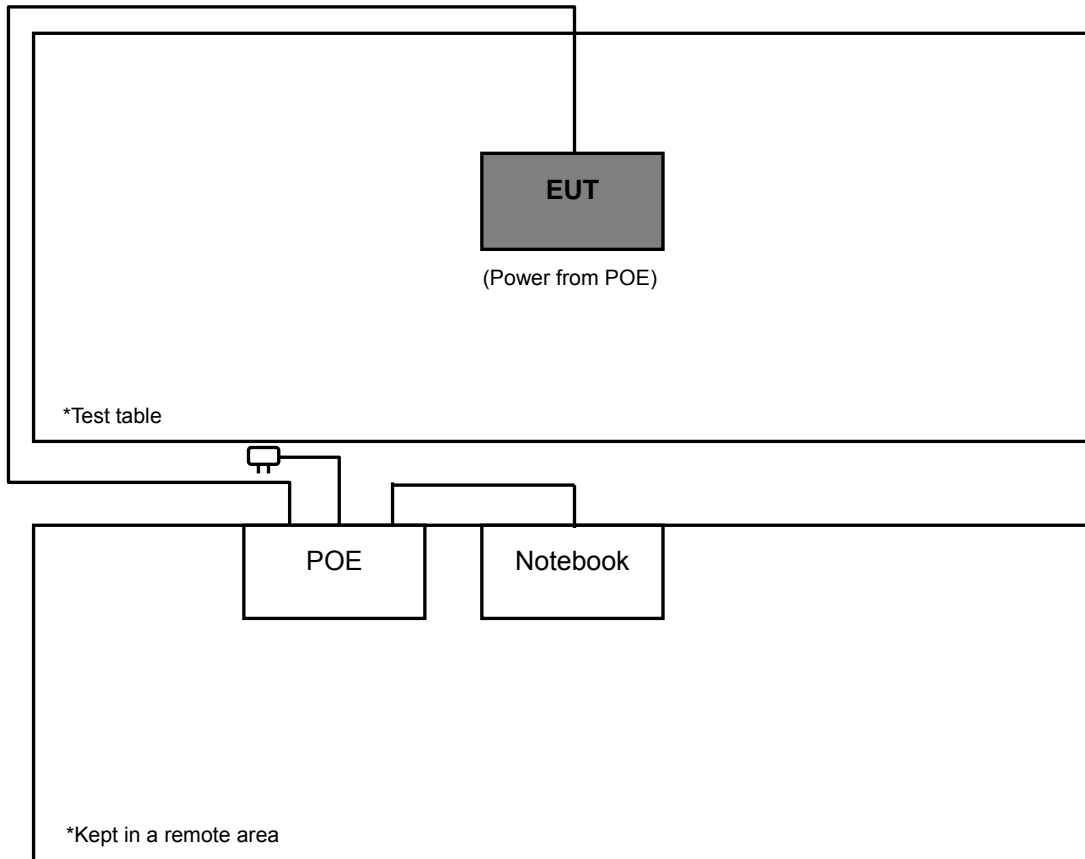 EUT
(Power from POE)
*Test table
POE
Notebook
*Kept in a remote area